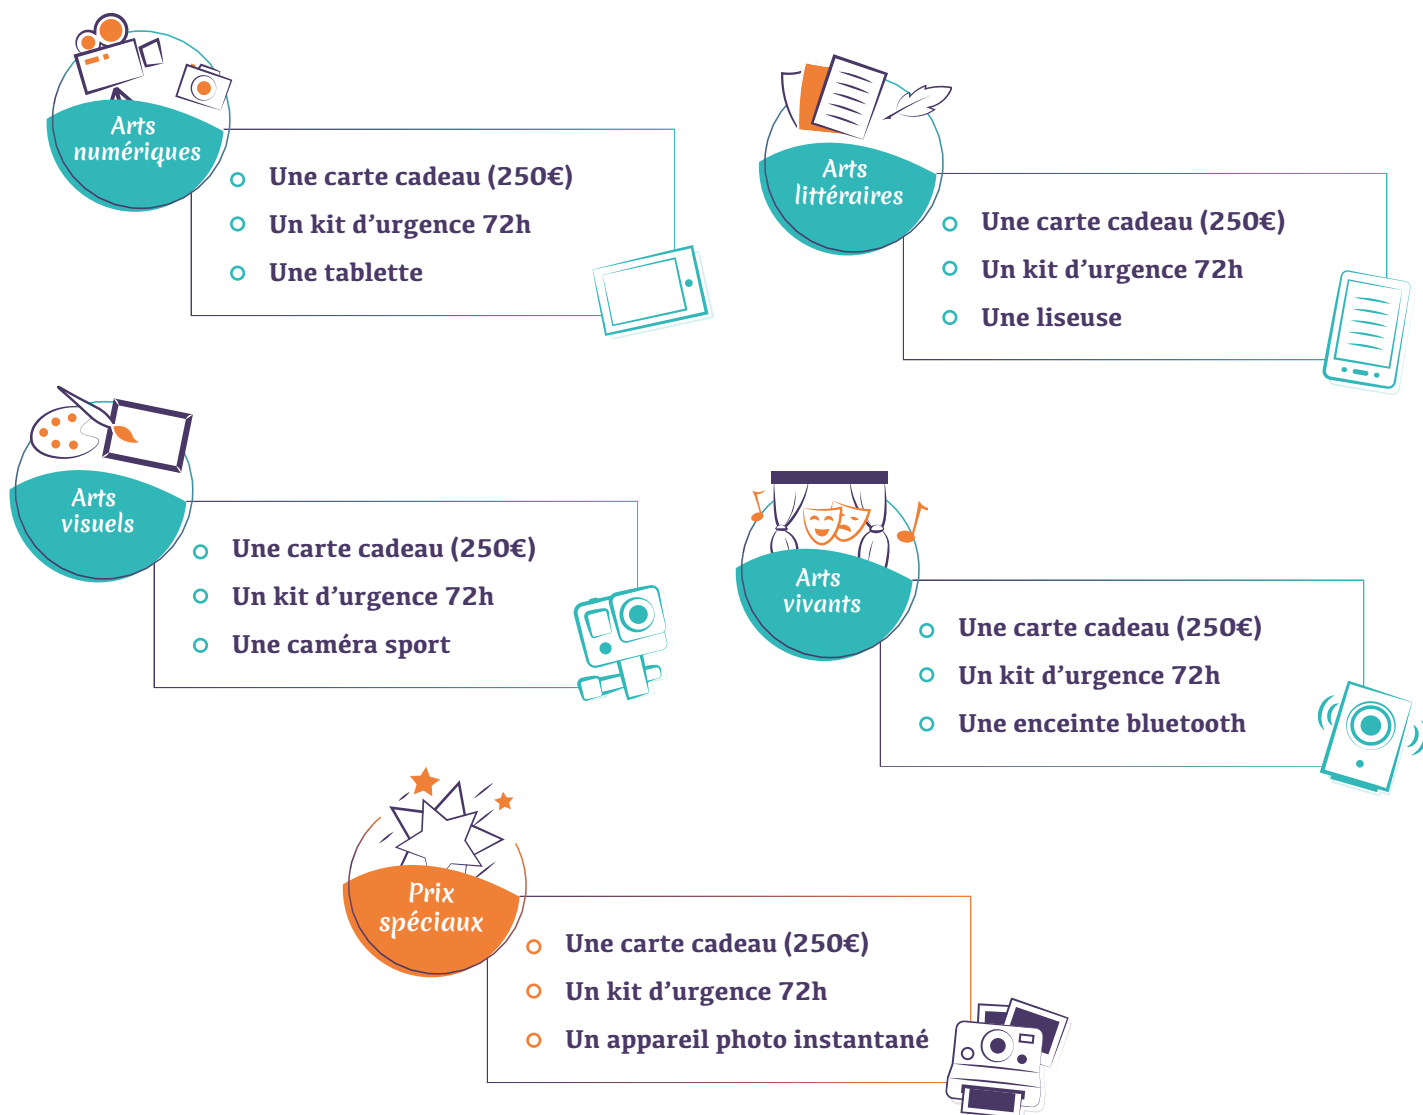 Arts
numériques
Une carte cadeau (250€)
Un kit d’urgence 72h
Une tablette
Arts
littéraires
Une carte cadeau (250€)
Un kit d’urgence 72h
Une liseuse
Arts
visuels
Une carte cadeau (250€)
Un kit d’urgence 72h
Une caméra sport
Arts
vivants
Une carte cadeau (250€)
Un kit d’urgence 72h
Une enceinte bluetooth
Prix
spéciaux
Une carte cadeau (250€)
Un kit d’urgence 72h
Un appareil photo instantané